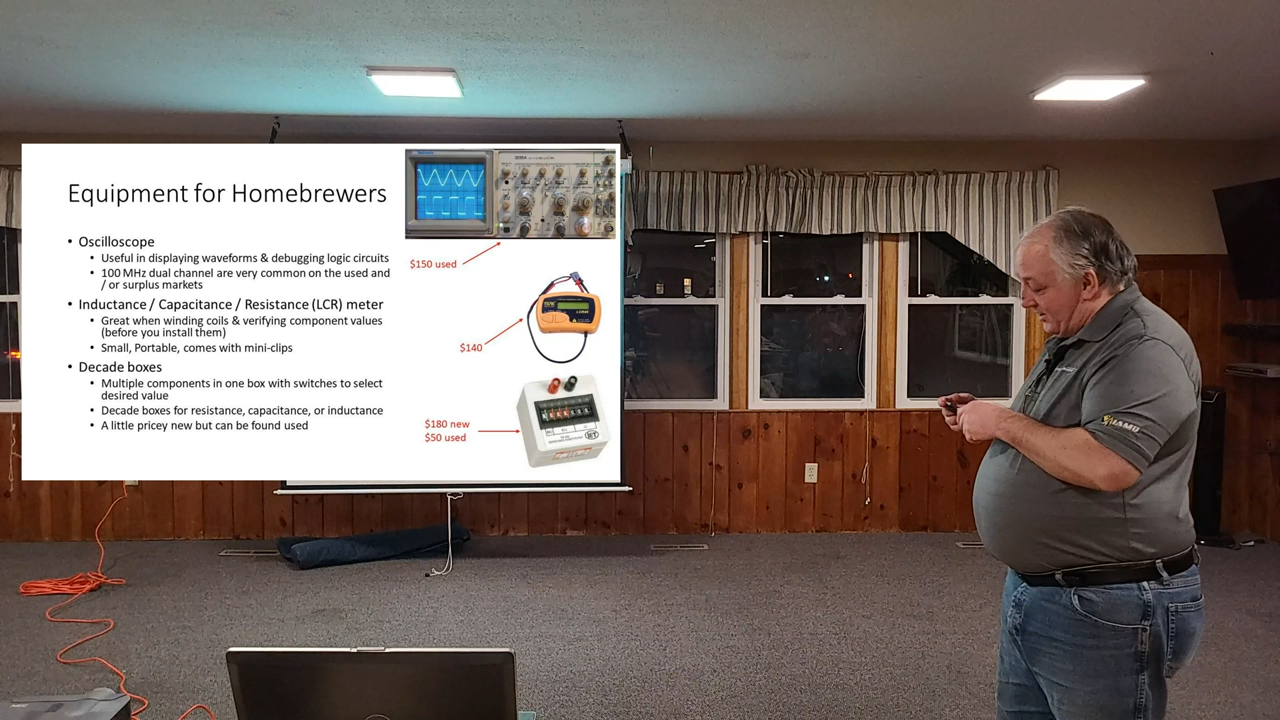 Equipment for Homebrewers
• Oscilloscope
• Useful in displaying waveforms & debugging logic circuits
• 100 MHz dual channel are very common on the used and
/ or surplus markets
$150 used
• Inductance / Capacitance / Resistance (LCR) meter
• Great when winding coils & verifying component values
(before you install them)
• Small, Portable, comes with mini-clips
$140
• Decade boxes
• Multiple components in one box with switches to select
desired value
• Decade boxes for resistance, capacitance, or inductance
• A little pricey new but can be found used
$180 new
$50 used
IET